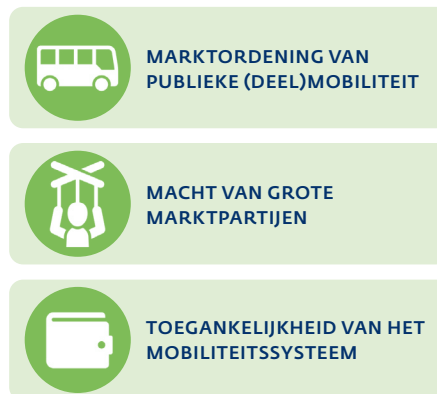 MARKTORDENING VAN
PUBLIEKE (DEEL)MOBILITEIT
MACHT VAN GROTE
MARKTPARTIJEN
TOEGANKELIJKHEID VAN HET
MOBILITEITSSYSTEEM